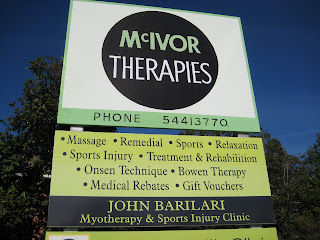 McIVOR
THERAPIES
PHONE 54413770
• Massage • Remedial • Sports • Relaxation
• Sports Injury • Treatment & Rehabilitation
• Onsen Technique • Bowen Therapy
• Medical Rebates • Gift Vouchers
JOHN BARILARI
Myotherapy & Sports Injury Clinic